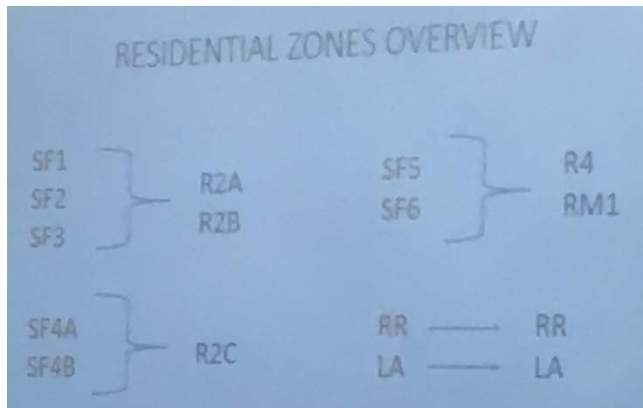 RESIDENTIAL ZONES OVERVIEW
SF1
SF2
SF3
R2A
R2B
SF4A
SF4B
R2C
SF5
SF6
R4
RM1
RR RR
LA LA